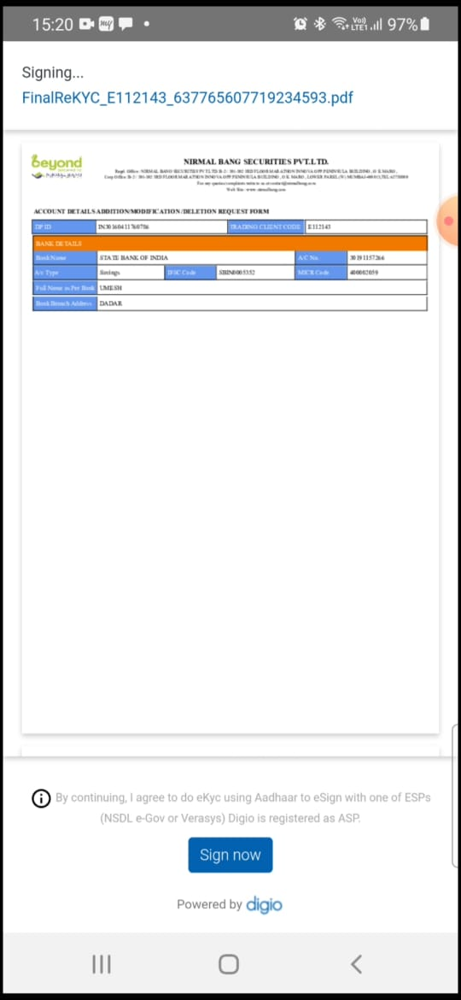 15:20
Vo)) LTE1 97%
Signing...
FinalReKYC_E112143_637765607719234593.pdf
beyond
NIRMAL BANG SECURITIES PVT.LTD.
ACCOUNT DETAILS ADDITION/MODIFICATION/DELETION REQUEST FORM
DP ID TRADING CLIENT CODE E112143
BANK DETAILS
Bank Name STATE BANK OF INDIA A/C No.
A/c Type Savings IFSC Code SBIN0005352 MICR Code 400002059
Full Name as Per Bank UMESH
Bank Branch Address DADAR
By continuing, I agree to do eKyc using Aadhaar to eSign with one of ESPs
(NSDL e-Gov or Verasys) Digio is registered as ASP.
Sign now
Powered by digio